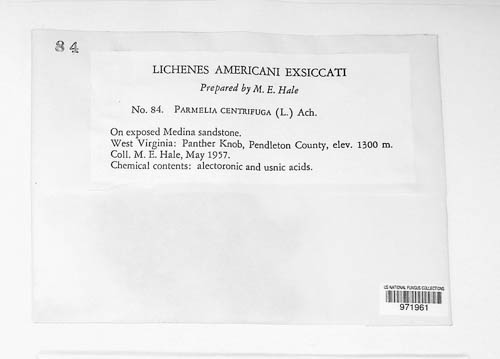 84
LICHENES AMERICANI EXSICCATI
Prepared by M. E. Hale
No. 84. PARMELIA CENTRIFUGA (L.) Ach.
On exposed Medina sandstone.
West Virginia: Panther Knob, Pendleton County, elev. 1300 m.
Coll. M. E. Hale, May 1957.
Chemical contents: alectoronic and usnic acids.
US NATIONAL FUNGUS COLLECTIONS
971961